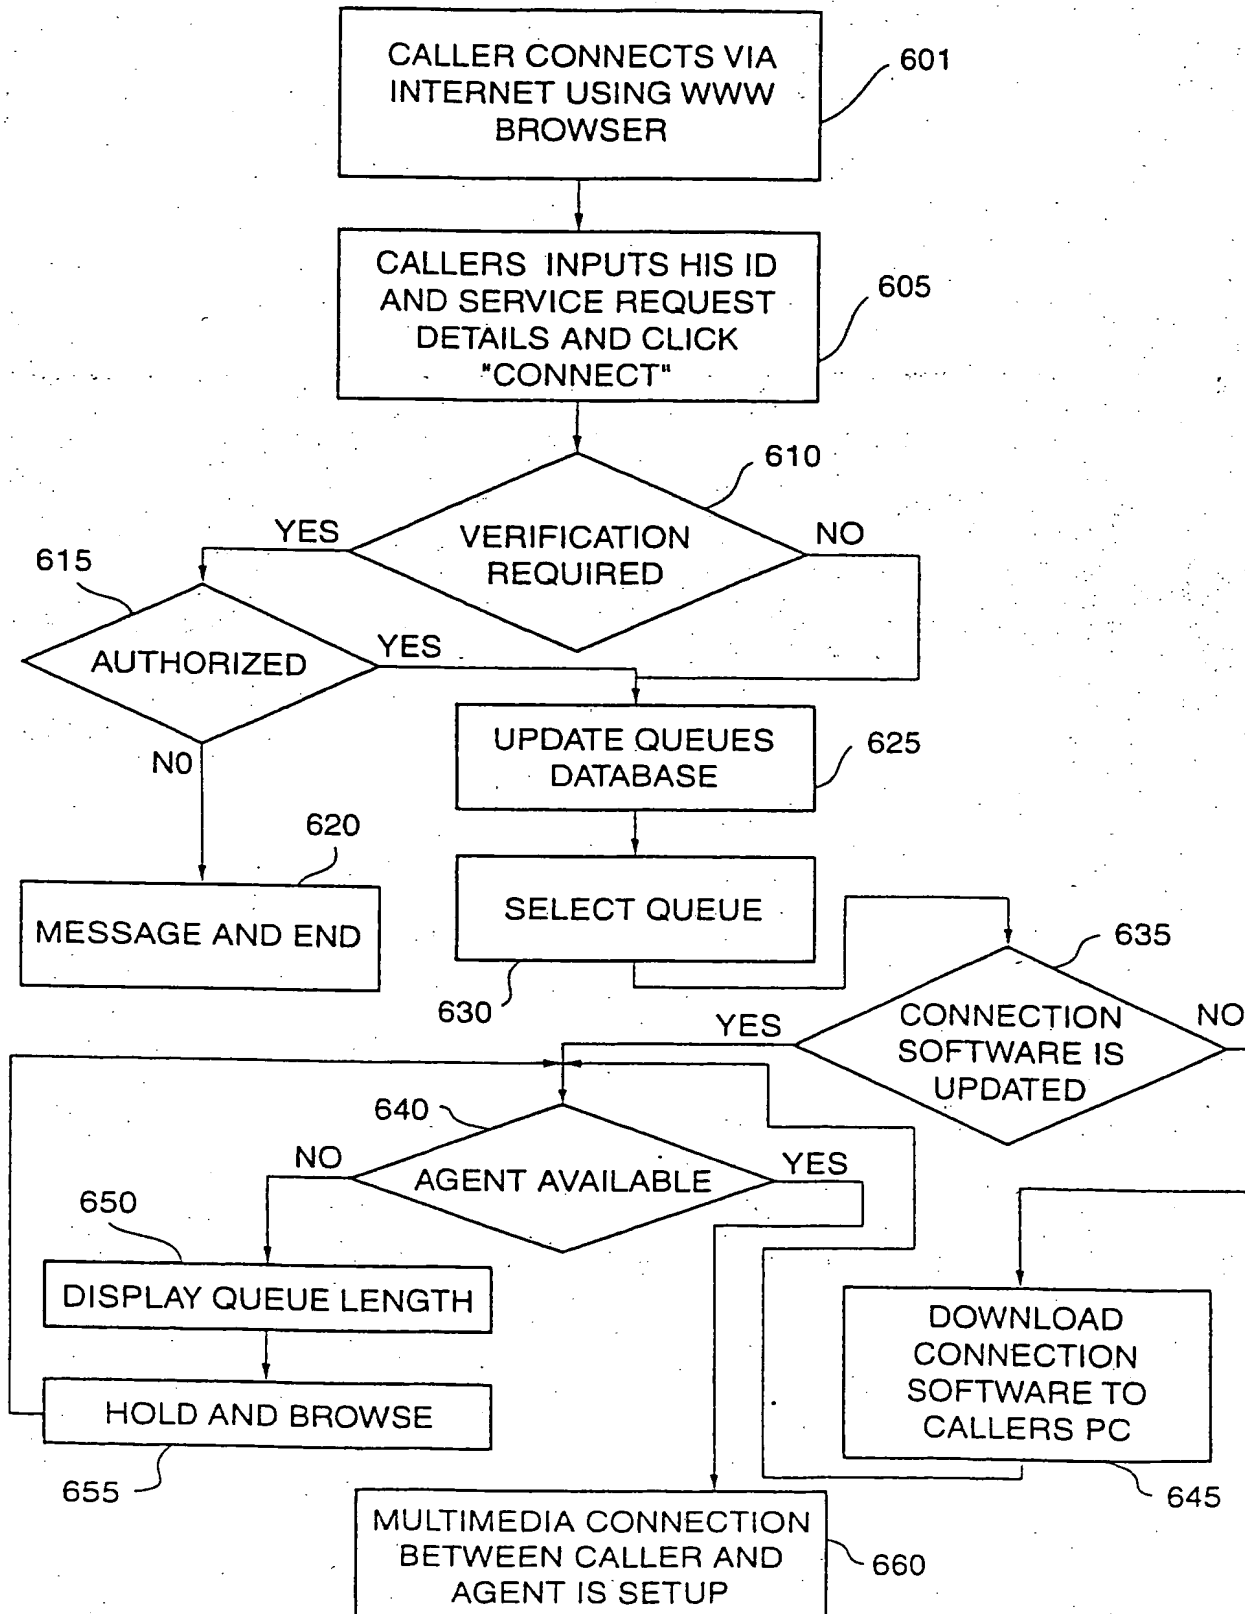 CALLER CONNECTS VIA
INTERNET USING WWW
BROWSER
601
CALLERS INPUTS HIS ID
AND SERVICE REQUEST
DETAILS AND CLICK
"CONNECT"
605
610
VERIFICATION
REQUIRED
YES
NO
615
AUTHORIZED
YES
N0
UPDATE QUEUES
DATABASE
625
620
MESSAGE AND END
SELECT QUEUE
630
635
CONNECTION
SOFTWARE IS
UPDATED
YES
NO
640
AGENT AVAILABLE
NO
YES
650
DISPLAY QUEUE LENGTH
HOLD AND BROWSE
655
DOWNLOAD
CONNECTION
SOFTWARE TO
CALLERS PC
645
MULTIMEDIA CONNECTION
BETWEEN CALLER AND
AGENT IS SETUP
660